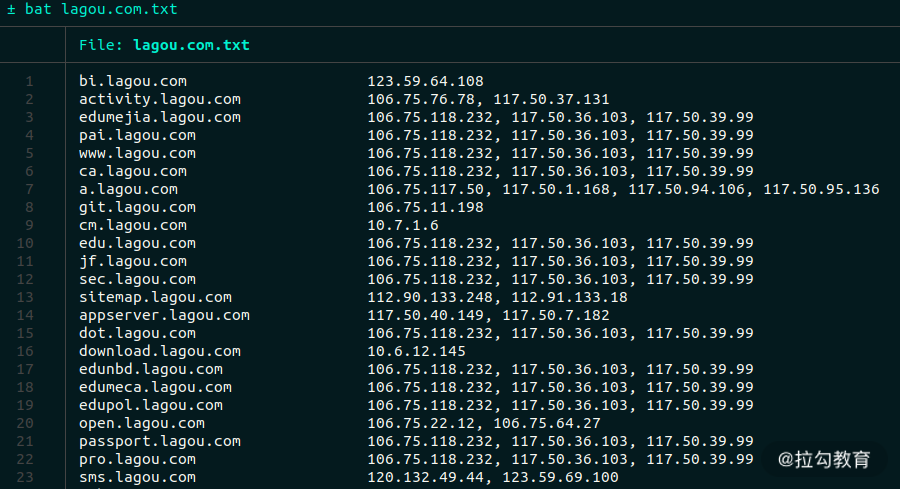 ± bat lagou.com.txt
File: lagou.com.txt
1 bi.lagou.com 123.59.64.108
2 activity.lagou.com 106.75.76.78, 117.50.37.131
3 edumejia.lagou.com 106.75.118.232, 117.50.36.103, 117.50.39.99
4 pai.lagou.com 106.75.118.232, 117.50.36.103, 117.50.39.99
5 www.lagou.com 106.75.118.232, 117.50.36.103, 117.50.39.99
6 ca.lagou.com 106.75.118.232, 117.50.36.103, 117.50.39.99
7 a.lagou.com 106.75.117.50, 117.50.1.168, 117.50.94.106, 117.50.95.136
8 git.lagou.com 106.75.11.198
9 cm.lagou.com 10.7.1.6
10 edu.lagou.com 106.75.118.232, 117.50.36.103, 117.50.39.99
11 jf.lagou.com 106.75.118.232, 117.50.36.103, 117.50.39.99
12 sec.lagou.com 106.75.118.232, 117.50.36.103, 117.50.39.99
13 sitemap.lagou.com 112.90.133.248, 112.91.133.18
14 appserver.lagou.com 117.50.40.149, 117.50.7.182
15 dot.lagou.com 106.75.118.232, 117.50.36.103, 117.50.39.99
16 download.lagou.com 10.6.12.145
17 edunbd.lagou.com 106.75.118.232, 117.50.36.103, 117.50.39.99
18 edumeca.lagou.com 106.75.118.232, 117.50.36.103, 117.50.39.99
19 edupol.lagou.com 106.75.118.232, 117.50.36.103, 117.50.39.99
20 open.lagou.com 106.75.22.12, 106.75.64.27
21 passport.lagou.com 106.75.118.232, 117.50.36.103, 117.50.39.99
22 pro.lagou.com 106.75.118.232, 117.50.36.103, 117.50.39.99
23 sms.lagou.com 120.132.49.44, 123.59.69.100
@拉勾教育